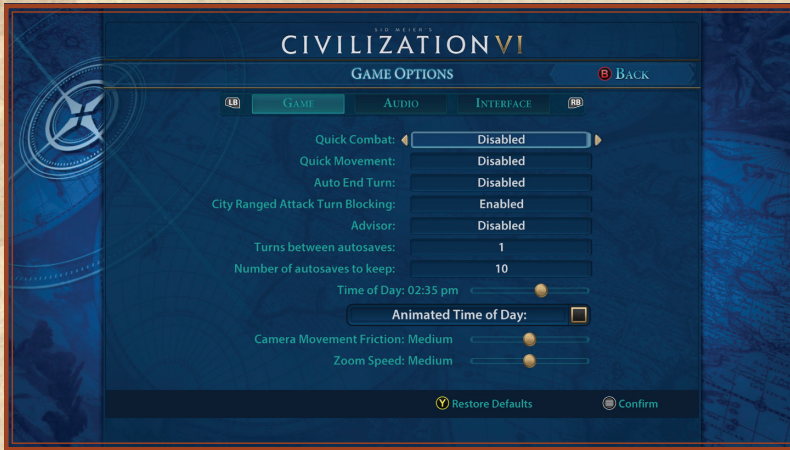 SID MEIER'S
CIVILIZATION VI
GAME OPTIONS
B BACK
LB GAME AUDIO INTERFACE RB
Quick Combat: Disabled
Quick Movement: Disabled
Auto End Turn: Disabled
City Ranged Attack Turn Blocking: Enabled
Advisor: Disabled
Turns between autosaves: 1
Number of autosaves to keep: 10
Time of Day: 02:35 pm
Animated Time of Day:
Camera Movement Friction: Medium
Zoom Speed: Medium
Y Restore Defaults
Confirm